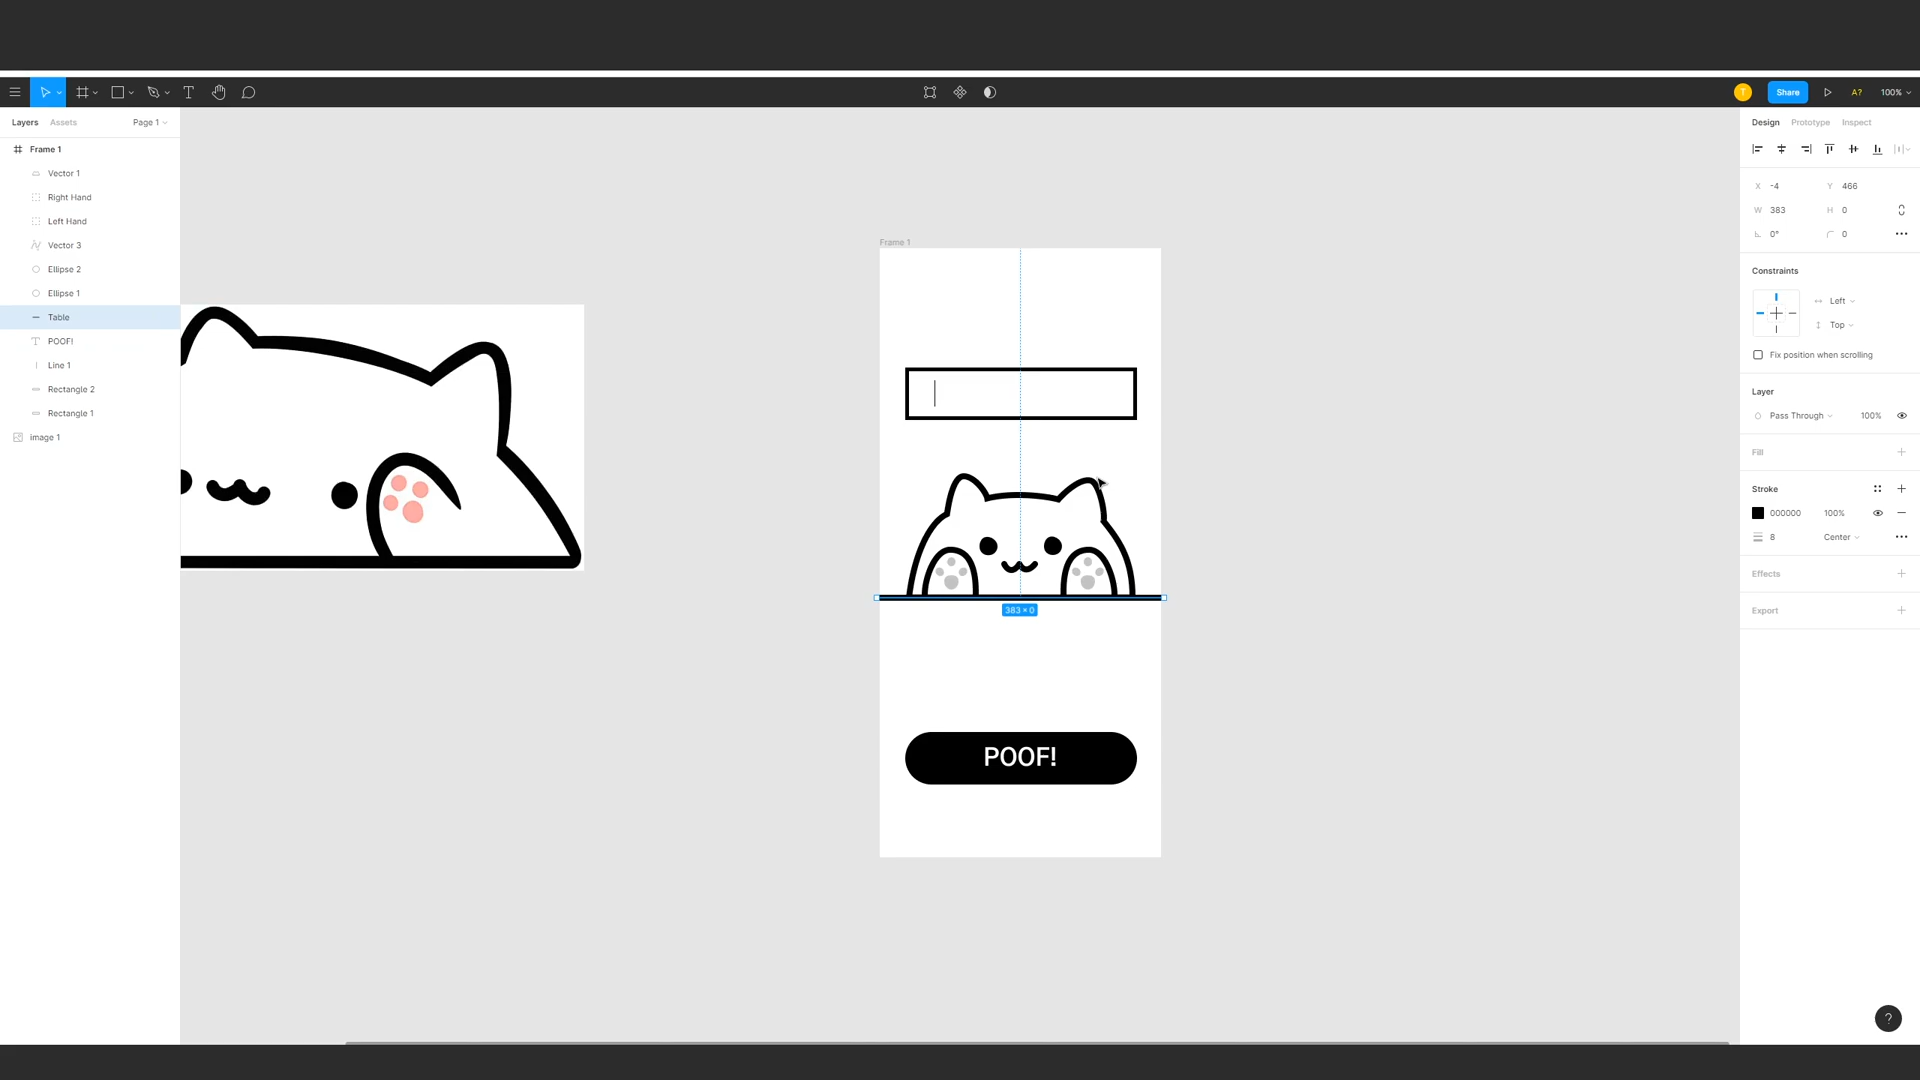 T
Share
A?
100%
Layers
Assets
Page 1
Design
Prototype
Inspect
Frame 1
Vector 1
Right Hand
Left Hand
Vector 3
Ellipse 2
Ellipse 1
Table
POOF!
Line 1
Rectangle 2
Rectangle 1
image 1
Frame 1
383 × 0
POOF!
X -4 Y 466
W 383 H 0
0° 0
Constraints
Left
Top
Fix position when scrolling
Layer
Pass Through 100%
Fill
Stroke
000000 100%
8 Center
Effects
Export
?